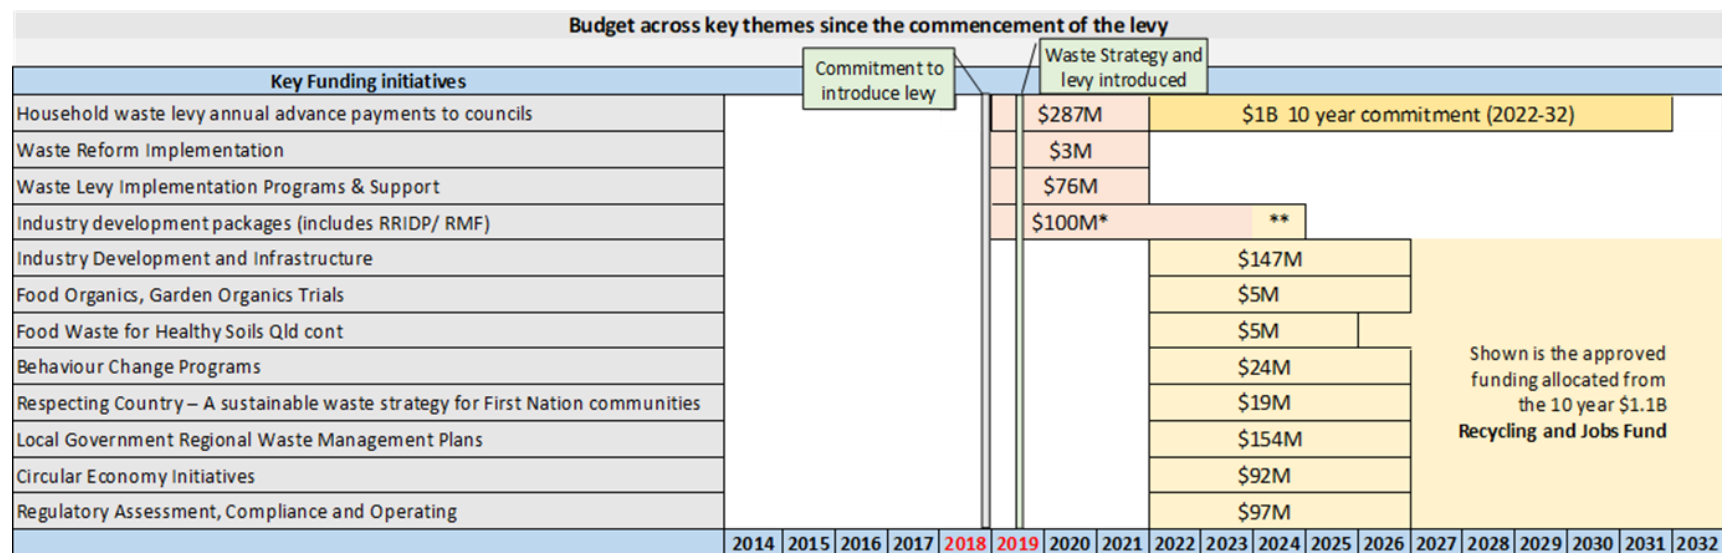 Budget across key themes since the commencement of the levy
Commitment to
introduce levy
Waste Strategy and
levy introduced
Key Funding initiatives
Household waste levy annual advance payments to councils
$287M
$1B 10 year commitment (2022-32)
Waste Reform Implementation
$3M
Waste Levy Implementation Programs & Support
$76M
Industry development packages (includes RRIDP/ RMF)
$100M*
**
Industry Development and Infrastructure
$147M
Food Organics, Garden Organics Trials
$5M
Food Waste for Healthy Soils Qld cont
$5M
Behaviour Change Programs
$24M
Respecting Country – A sustainable waste strategy for First Nation communities
$19M
Local Government Regional Waste Management Plans
$154M
Circular Economy Initiatives
$92M
Regulatory Assessment, Compliance and Operating
$97M
Shown is the approved
funding allocated from
the 10 year $1.1B
Recycling and Jobs Fund
2014 2015 2016 2017 2018 2019 2020 2021 2022 2023 2024 2025 2026 2027 2028 2029 2030 2031 2032